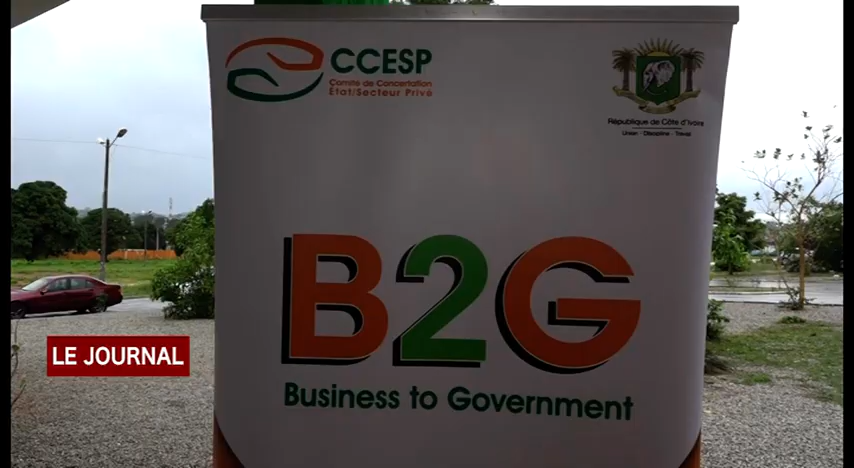 CCESP
Comité de Concertation
État/Secteur Privé
République de Côte d'Ivoire
Union - Discipline - Travail
B2G
Business to Government
LE JOURNAL